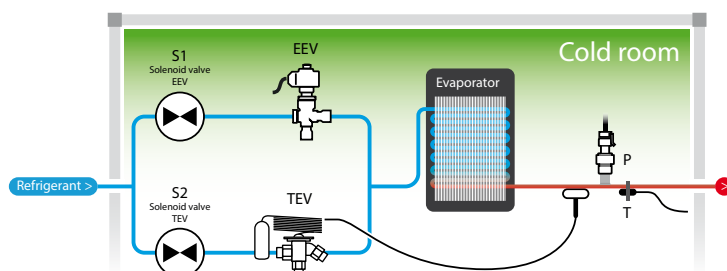 Cold room
S1
Solenoid valve
EEV
EEV
Evaporator
Refrigerant >
S2
Solenoid valve
TEV
TEV
P
T
>